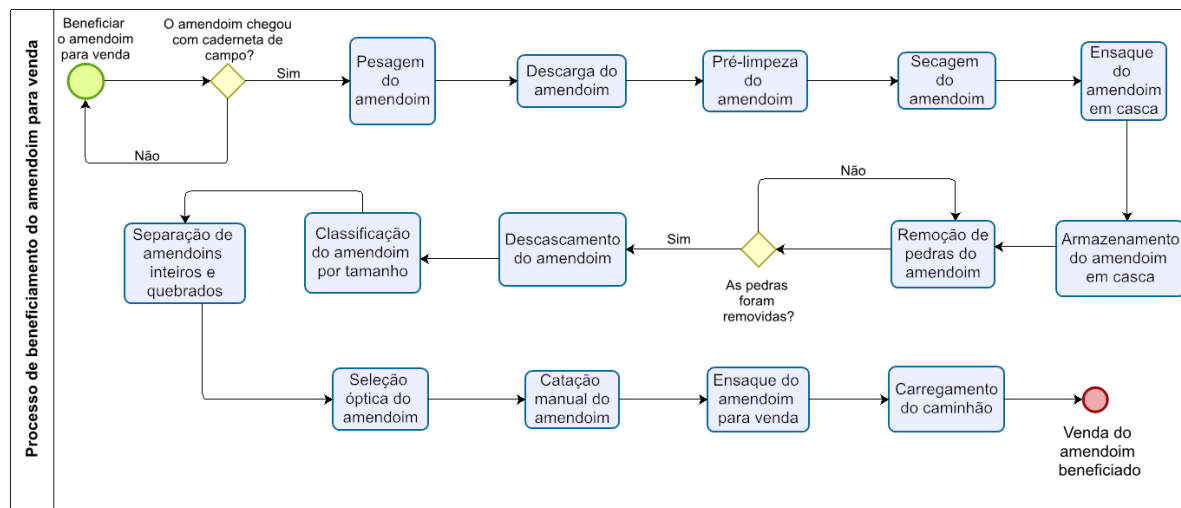 Processo de beneficiamento do amendoim para venda
Beneficiar
o amendoim
para venda
O amendoim chegou
com caderneta de
campo?
Sim
Não
Pesagem
do
amendoim
Descarga do
amendoim
Pré-limpeza
do
amendoim
Secagem
do
amendoim
Ensaque
do
amendoim
em casca
Armazenamento
do amendoim
em casca
Remoção de
pedras do
amendoim
Não
As pedras
foram
removidas?
Sim
Descascamento
do amendoim
Classificação
do amendoim
por tamanho
Separação de
amendoins
inteiros e
quebrados
Seleção
óptica do
amendoim
Catação
manual do
amendoim
Ensaque do
amendoim
para venda
Carregamento
do caminhão
Venda do
amendoim
beneficiado